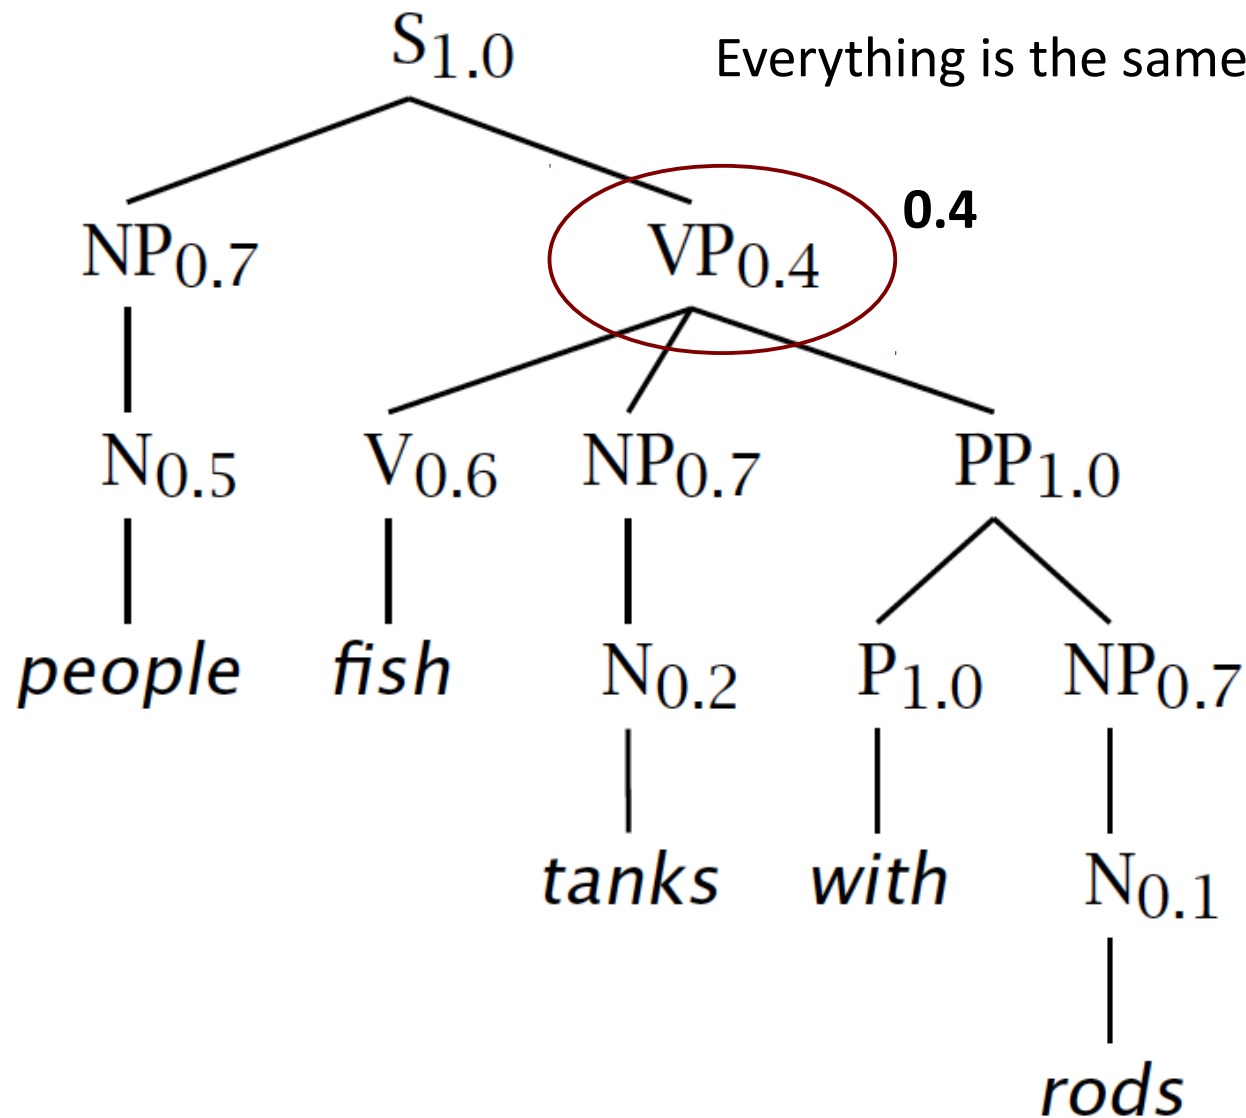 S1.0 Everything is the same
NP0.7 VP0.4 0.4
N0.5 V0.6 NP0.7 PP1.0
people fish N0.2 P1.0 NP0.7
tanks with N0.1
rods